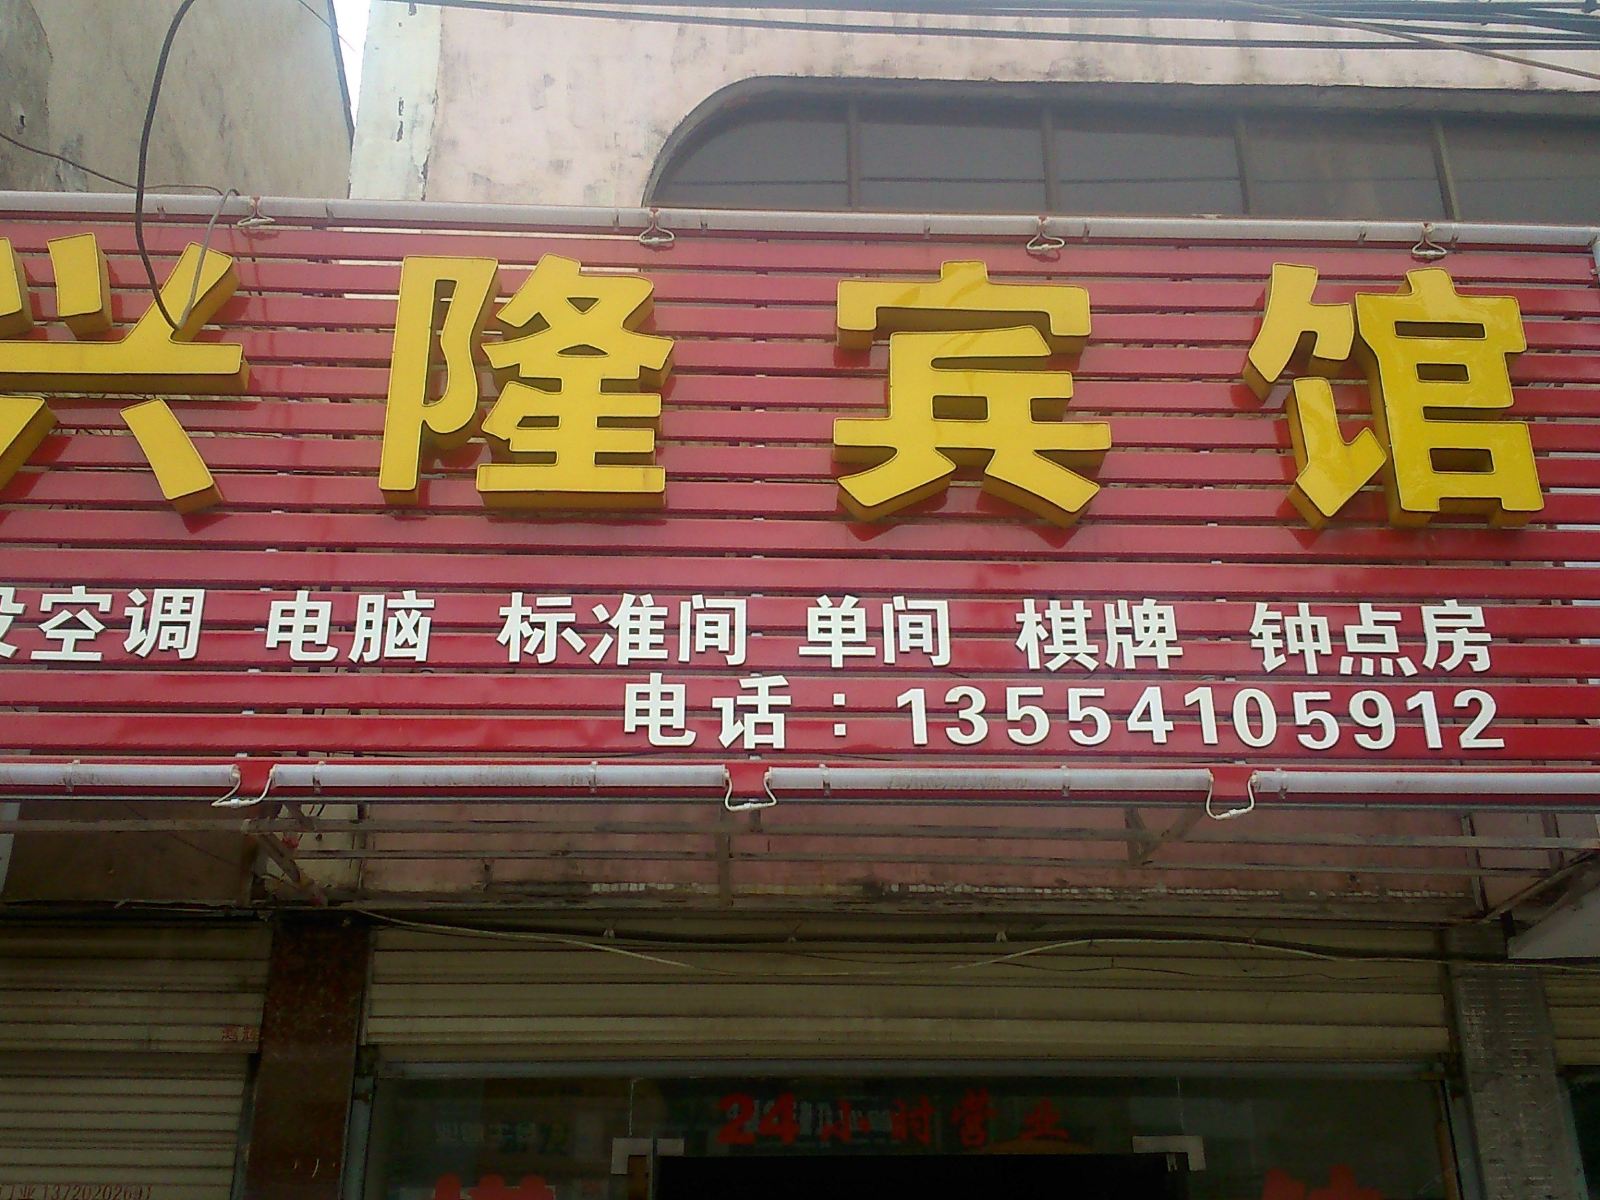 兴隆宾馆
设空调 电脑 标准间 单间 棋牌 钟点房
电话：13554105912
24小时营业
13720202691